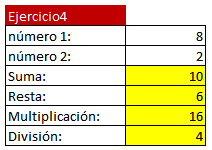 Ejercicio4
número 1: 8
número 2: 2
Suma: 10
Resta: 6
Multiplicación: 16
División: 4